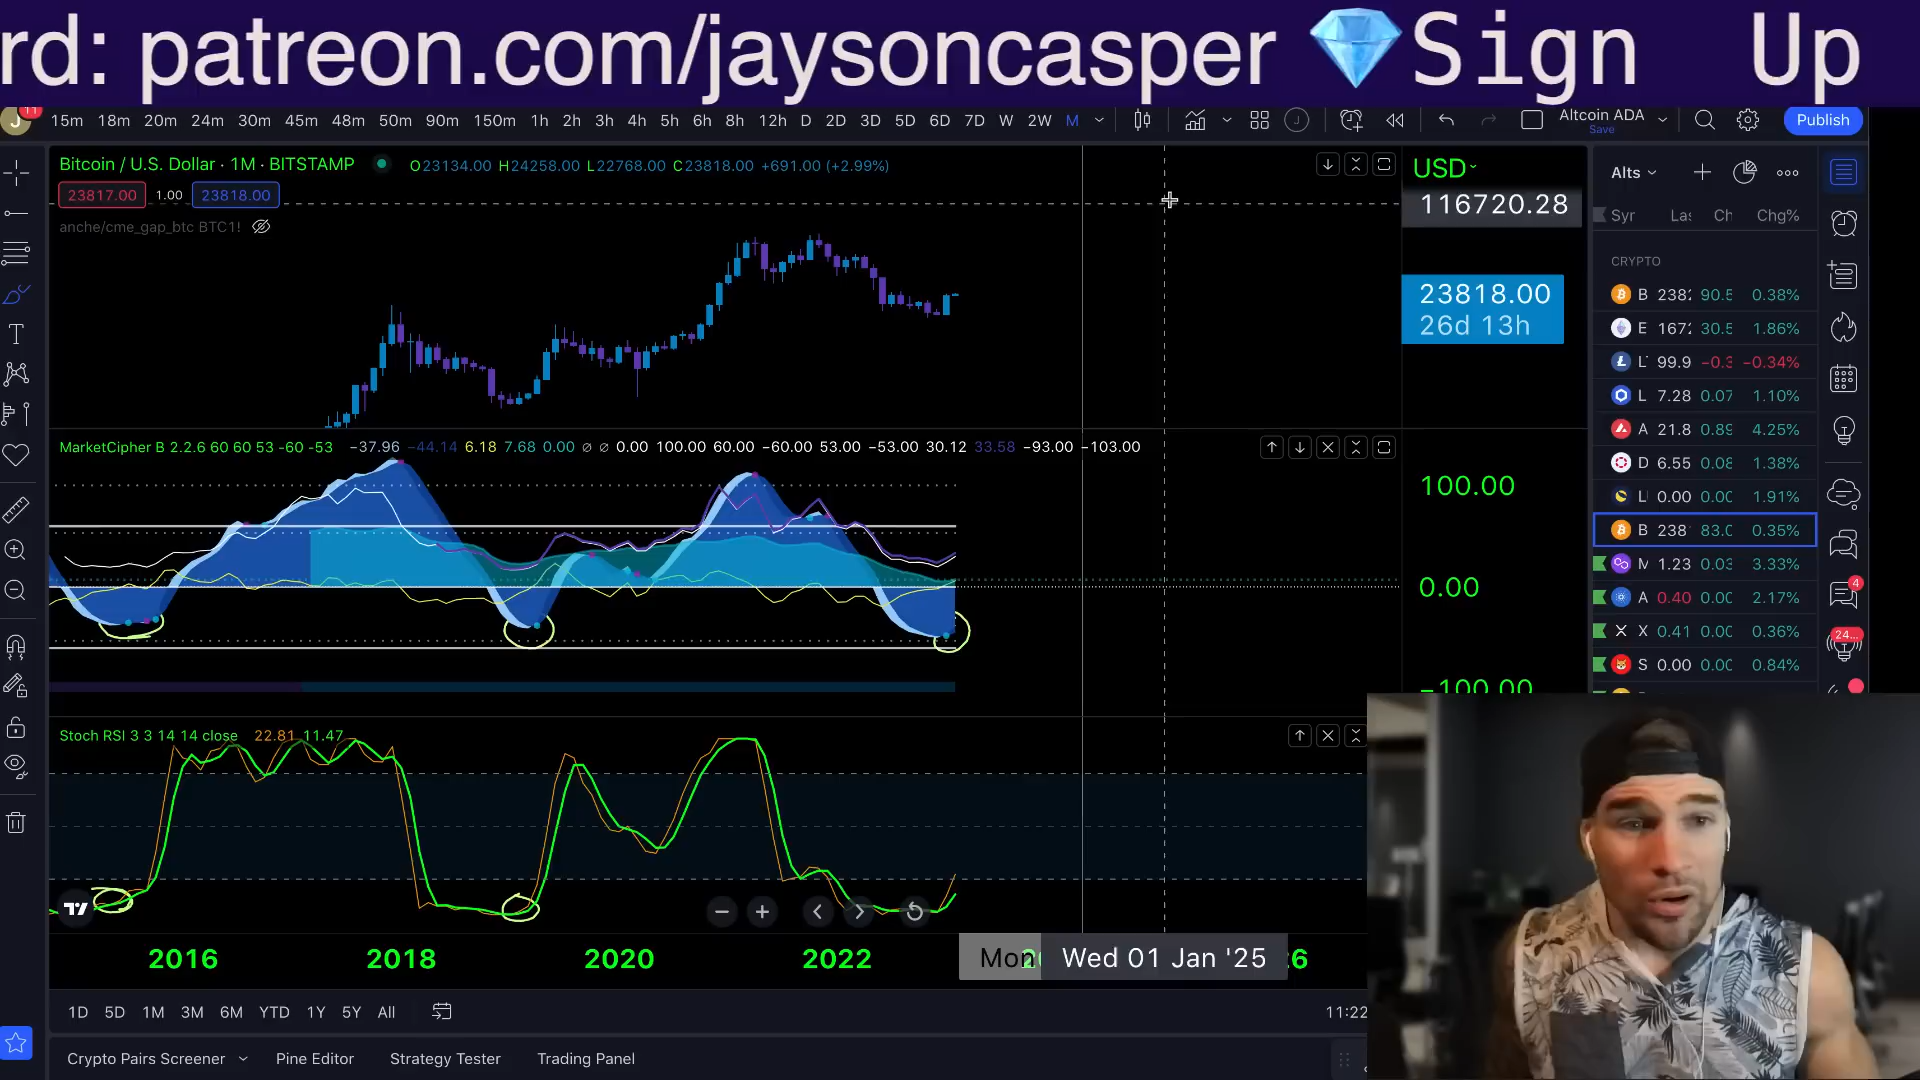 rd: patreon.com/jaysoncasper 💎Sign Up
J 11 15m 18m 20m 24m 30m 45m 48m 50m 90m 150m 1h 2h 3h 4h 5h 6h 8h 12h D 2D 3D 5D 6D 7D W 2W M J Altcoin ADA Save Publish
Bitcoin / U.S. Dollar · 1M · BITSTAMP O23134.00 H24258.00 L22768.00 C23818.00 +691.00 (+2.99%)
23817.00 1.00 23818.00
anche/cme_gap_btc BTC1!
USD
116720.28
23818.00
26d 13h
MarketCipher B 2.2.6 60 60 53 -60 -53 −37.96 −44.14 6.18 7.68 0.00 ∅ ∅ 0.00 100.00 60.00 −60.00 53.00 −53.00 30.12 33.58 −93.00 −103.00
100.00
0.00
−100.00
Stoch RSI 3 3 14 14 close 22.81 11.47
2016 2018 2020 2022 Mon Wed 01 Jan '25
1D 5D 1M 3M 6M YTD 1Y 5Y All 11:22
Crypto Pairs Screener Pine Editor Strategy Tester Trading Panel
Alts
Syr Las Ch Chg%
CRYPTO
B 2382 90.5 0.38%
E 1672 30.5 1.86%
L 99.9 −0.3 −0.34%
L 7.28 0.07 1.10%
A 21.8 0.89 4.25%
D 6.55 0.08 1.38%
L 0.00 0.00 1.91%
B 238 83.0 0.35%
M 1.23 0.03 3.33%
A 0.40 0.00 2.17%
X 0.41 0.00 0.36%
S 0.00 0.00 0.84%
4
24...